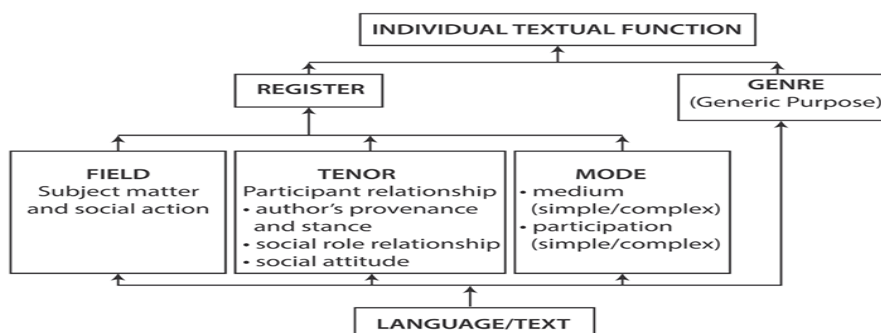 INDIVIDUAL TEXTUAL FUNCTION
REGISTER
GENRE
(Generic Purpose)
FIELD
Subject matter
and social action
TENOR
Participant relationship
• author's provenance
and stance
• social role relationship
• social attitude
MODE
• medium
(simple/complex)
• participation
(simple/complex)
LANGUAGE/TEXT